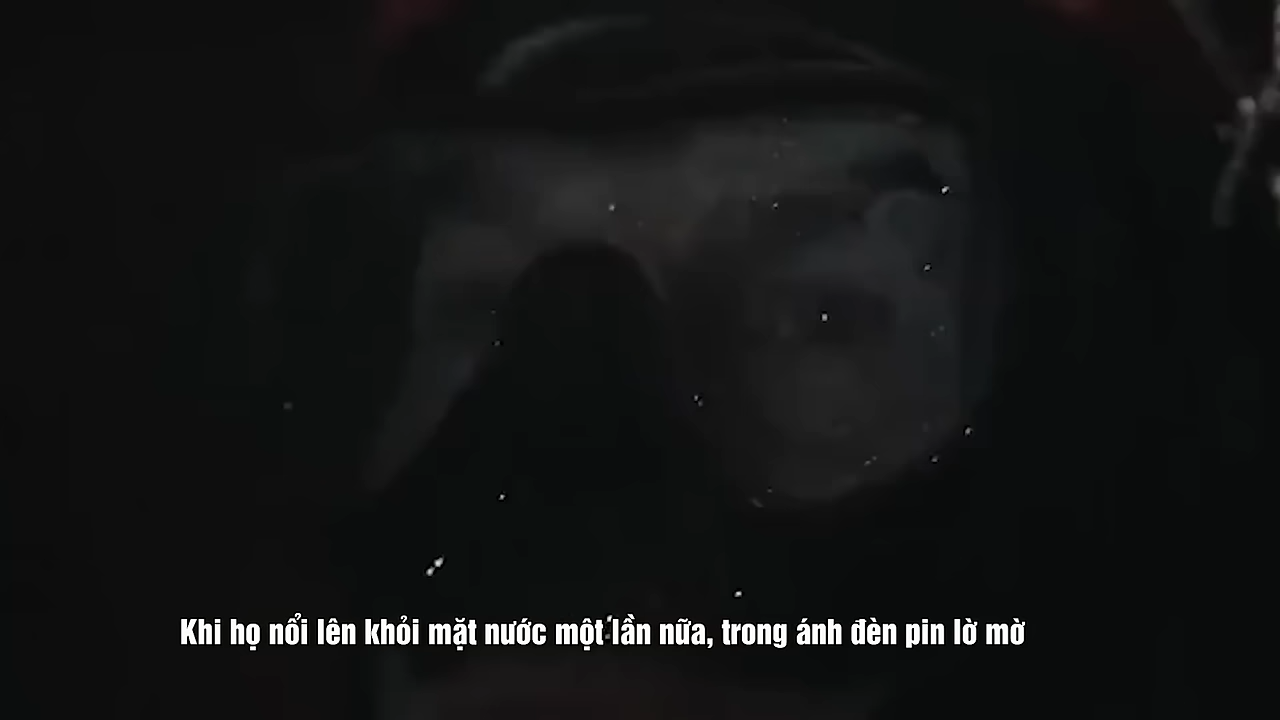 Khi họ nổi lên khỏi mặt nước một lần nữa, trong ánh đèn pin lờ mờ